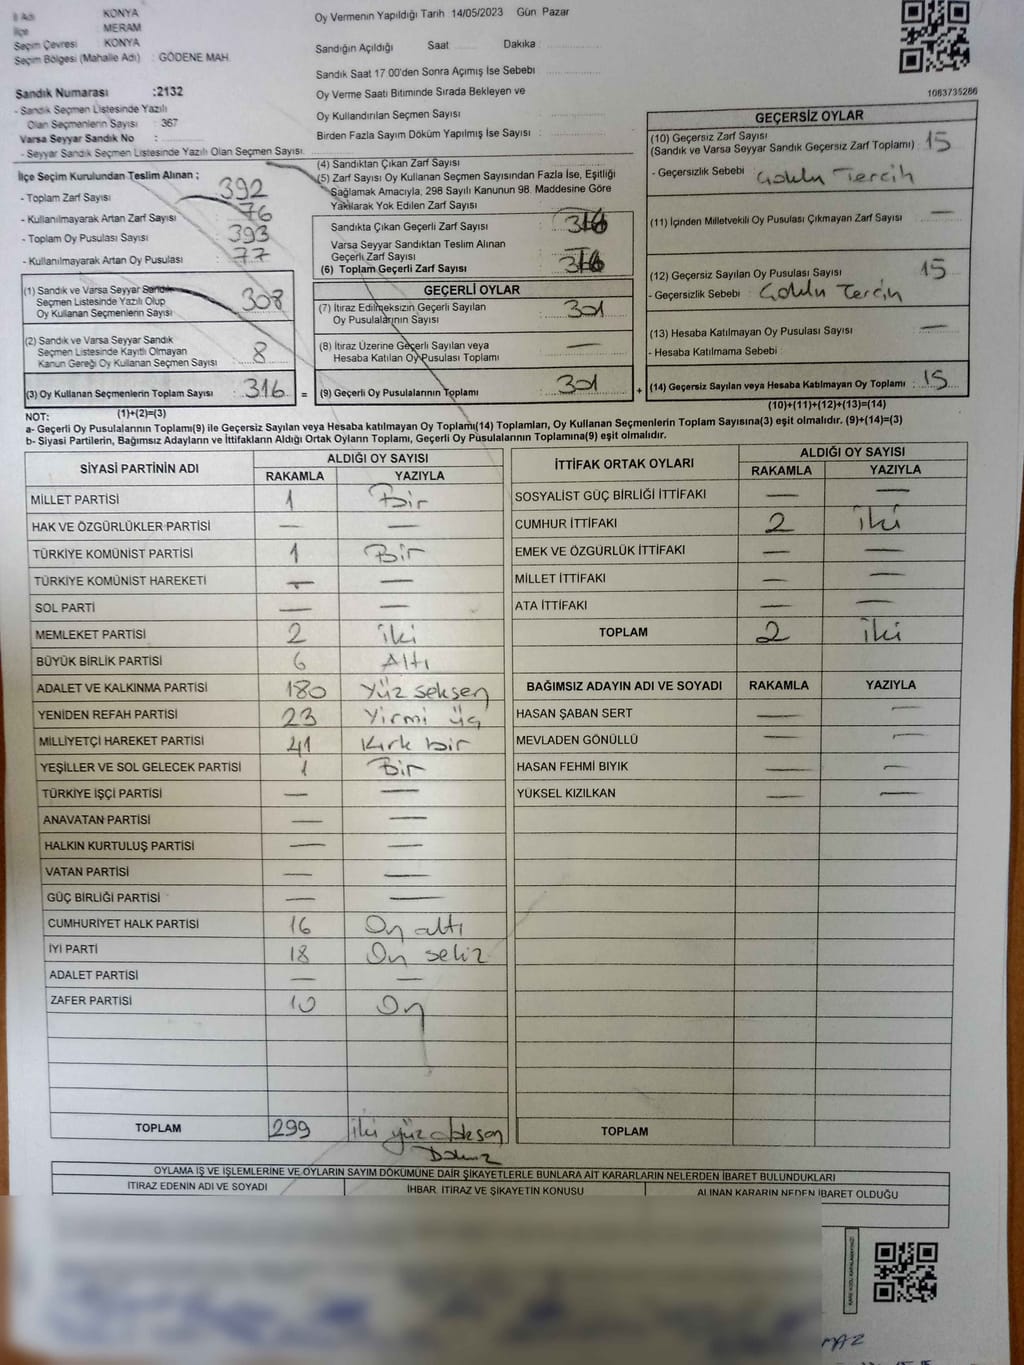 İl Adı KONYA
İlçe MERAM
Seçim Çevresi KONYA
Seçim Bölgesi (Mahalle Adı) : GÖDENE MAH.
Sandık Numarası :2132
- Sandık Seçmen Listesinde Yazılı
Olan Seçmenlerin Sayısı : 367
Varsa Seyyar Sandık No :
- Seyyar Sandık Seçmen Listesinde Yazılı Olan Seçmen Sayısı
Oy Vermenin Yapıldığı Tarih 14/05/2023 Gün Pazar
Sandığın Açıldığı Saat Dakika :
Sandık Saat 17.00'den Sonra Açımış İse Sebebi
Oy Verme Saati Bitiminde Sırada Bekleyen ve
Oy Kullandırılan Seçmen Sayısı
Birden Fazla Sayım Döküm Yapılmış İse Sayısı :
1063735286
İlçe Seçim Kurulundan Teslim Alınan ;
- Toplam Zarf Sayısı 392
- Kullanılmayarak Artan Zarf Sayısı 76
- Toplam Oy Pusulası Sayısı 393
- Kullanılmayarak Artan Oy Pusulası 77
(1) Sandık ve Varsa Seyyar Sandık
Seçmen Listesinde Yazılı Olup
Oy Kullanan Seçmenlerin Sayısı 308
(2) Sandık ve Varsa Seyyar Sandık
Seçmen Listesinde Kayıtlı Olmayan
Kanun Gereği Oy Kullanan Seçmen Sayısı 8
(3) Oy Kullanan Seçmenlerin Toplam Sayısı : 316 =
(1)+(2)=(3)
(4) Sandıktan Çıkan Zarf Sayısı
(5) Zarf Sayısı Oy Kullanan Seçmen Sayısından Fazla İse, Eşitliği
Sağlamak Amacıyla, 298 Sayılı Kanunun 98. Maddesine Göre
Yakılarak Yok Edilen Zarf Sayısı
Sandıkta Çıkan Geçerli Zarf Sayısı 316
Varsa Seyyar Sandıktan Teslim Alınan
Geçerli Zarf Sayısı
(6) Toplam Geçerli Zarf Sayısı 316
GEÇERLİ OYLAR
(7) İtiraz Edilmeksizin Geçerli Sayılan
Oy Pusulalarının Sayısı : 301
(8) İtiraz Üzerine Geçerli Sayılan veya
Hesaba Katılan Oy Pusulası Toplamı —
(9) Geçerli Oy Pusulalarının Toplamı : 301 +
GEÇERSİZ OYLAR
(10) Geçersiz Zarf Sayısı 15
(Sandık ve Varsa Seyyar Sandık Geçersiz Zarf Toplamı)
- Geçersizlik Sebebi : Çoklu Tercih
(11) İçinden Milletvekili Oy Pusulası Çıkmayan Zarf Sayısı —
(12) Geçersiz Sayılan Oy Pusulası Sayısı 15
- Geçersizlik Sebebi : Çoklu Tercih
(13) Hesaba Katılmayan Oy Pusulası Sayısı —
- Hesaba Katılmama Sebebi
(14) Geçersiz Sayılan veya Hesaba Katılmayan Oy Toplamı : 15
(10)+(11)+(12)+(13)=(14)
NOT:
a- Geçerli Oy Pusulaları Toplamı(9) ile Geçersiz Sayılan veya Hesaba katılmayan Oy Toplamı(14) Toplamları, Oy Kullanan Seçmenlerin Toplam Sayısına(3) eşit olmalıdır. (9)+(14)=(3)
b- Siyasi Partilerin, Bağımsız Adayların ve İttifakların Aldığı Ortak Oyların Toplamı, Geçerli Oy Pusulalarının Toplamına(9) eşit olmalıdır.
SİYASİ PARTİNİN ADI ALDIĞI OY SAYISI
RAKAMLA YAZIYLA
MİLLET PARTİSİ 1 Bir
HAK VE ÖZGÜRLÜKLER PARTİSİ — —
TÜRKİYE KOMÜNİST PARTİSİ 1 Bir
TÜRKİYE KOMÜNİST HAREKETİ — —
SOL PARTİ — —
MEMLEKET PARTİSİ 2 iki
BÜYÜK BİRLİK PARTİSİ 6 Altı
ADALET VE KALKINMA PARTİSİ 180 Yüz seksen
YENİDEN REFAH PARTİSİ 23 Yirmi üç
MİLLİYETÇİ HAREKET PARTİSİ 41 Kırk bir
YEŞİLLER VE SOL GELECEK PARTİSİ 1 Bir
TÜRKİYE İŞÇİ PARTİSİ — —
ANAVATAN PARTİSİ — —
HALKIN KURTULUŞ PARTİSİ — —
VATAN PARTİSİ — —
GÜÇ BİRLİĞİ PARTİSİ — —
CUMHURİYET HALK PARTİSİ 16 On altı
İYİ PARTİ 18 On sekiz
ADALET PARTİSİ — —
ZAFER PARTİSİ 10 On
TOPLAM 299 iki yüz doksan
Dokuz
İTTİFAK ORTAK OYLARI ALDIĞI OY SAYISI
RAKAMLA YAZIYLA
SOSYALİST GÜÇ BİRLİĞİ İTTİFAKI — —
CUMHUR İTTİFAKI 2 iki
EMEK VE ÖZGÜRLÜK İTTİFAKI — —
MİLLET İTTİFAKI — —
ATA İTTİFAKI — —
TOPLAM 2 iki
BAĞIMSIZ ADAYIN ADI VE SOYADI RAKAMLA YAZIYLA
HASAN ŞABAN SERT — —
MEVLADEN GÖNÜLLÜ — —
HASAN FEHMİ BIYIK — —
YÜKSEL KIZILKAN — —
TOPLAM
OYLAMA İŞ VE İŞLEMLERİNE VE OYLARIN SAYIM DÖKÜMÜNE DAİR ŞİKAYETLERLE BUNLARA AİT KARARLARIN NELERDEN İBARET BULUNDUKLARI
İTİRAZ EDENİN ADI VE SOYADI İHBAR, İTİRAZ VE ŞİKAYETİN KONUSU ALINAN KARARIN NEDEN İBARET OLDUĞU
MAZ